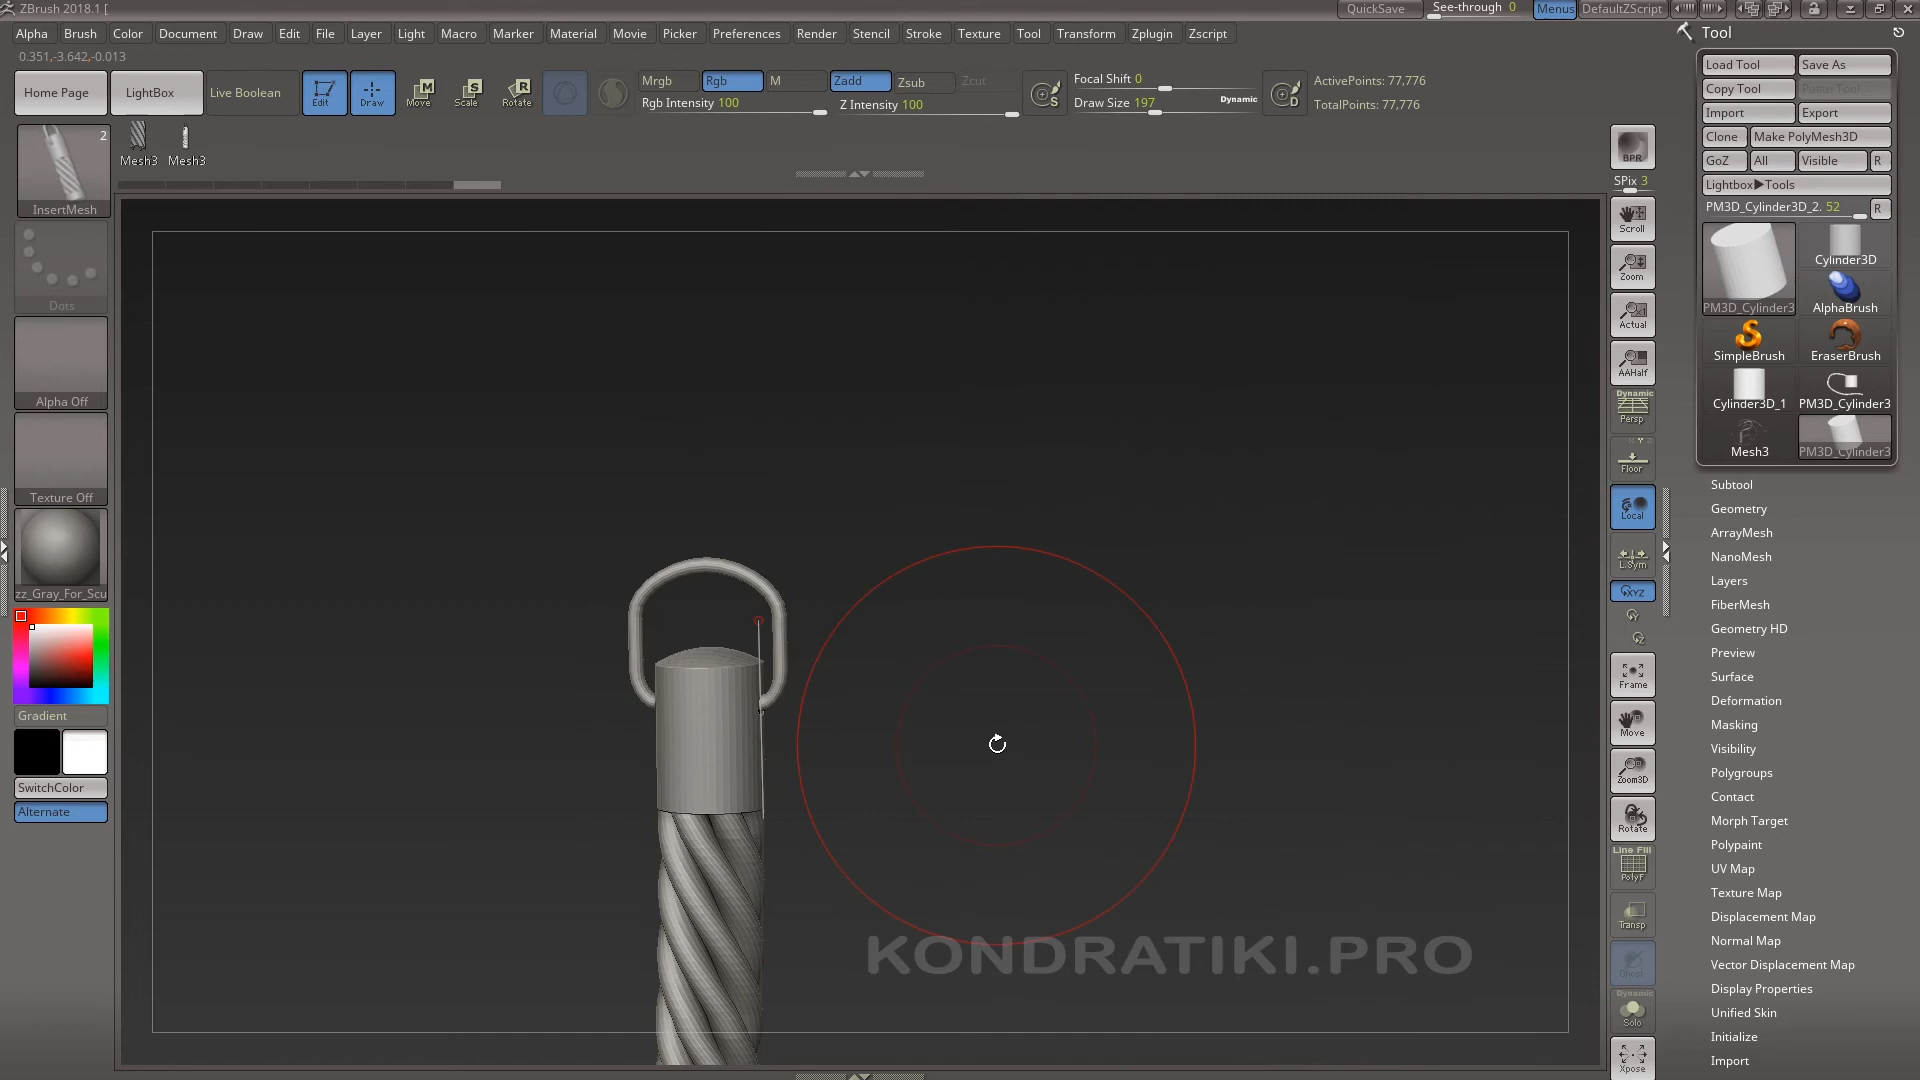 ZBrush 2018.1 [
QuickSave
See-through 0
Menus
DefaultZScript
Alpha Brush Color Document Draw Edit File Layer Light Macro Marker Material Movie Picker Preferences Render Stencil Stroke Texture Tool Transform Zplugin Zscript
Tool
0.351,-3.642,-0.013
Home Page
LightBox
Live Boolean
Edit
Draw
Move
Scale
Rotate
Mrgb
Rgb
M
Zadd
Zsub
Zcut
Rgb Intensity 100
Z Intensity 100
Focal Shift 0
Draw Size 197
Dynamic
ActivePoints: 77,776
TotalPoints: 77,776
2
InsertMesh
Mesh3
Mesh3
Dots
Alpha Off
Texture Off
zz_Gray_For_Scu
Gradient
SwitchColor
Alternate
KONDRATIKI.PRO
BPR
SPix 3
Scroll
Zoom
Actual
AAHalf
Dynamic
Persp
Floor
Local
L.Sym
XYZ
Frame
Move
Zoom3D
Rotate
Line Fill
PolyF
Transp
Ghost
Dynamic
Solo
Xpose
Load Tool
Save As
Copy Tool
Paste Tool
Import
Export
Clone
Make PolyMesh3D
GoZ
All
Visible
R
Lightbox▶Tools
PM3D_Cylinder3D_2. 52
R
PM3D_Cylinder3
Cylinder3D
AlphaBrush
SimpleBrush
EraserBrush
Cylinder3D_1
PM3D_Cylinder3
Mesh3
PM3D_Cylinder3
Subtool
Geometry
ArrayMesh
NanoMesh
Layers
FiberMesh
Geometry HD
Preview
Surface
Deformation
Masking
Visibility
Polygroups
Contact
Morph Target
Polypaint
UV Map
Texture Map
Displacement Map
Normal Map
Vector Displacement Map
Display Properties
Unified Skin
Initialize
Import